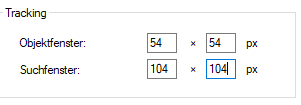 Tracking
Objektfenster: 54 × 54 px
Suchfenster: 104 × 104 px